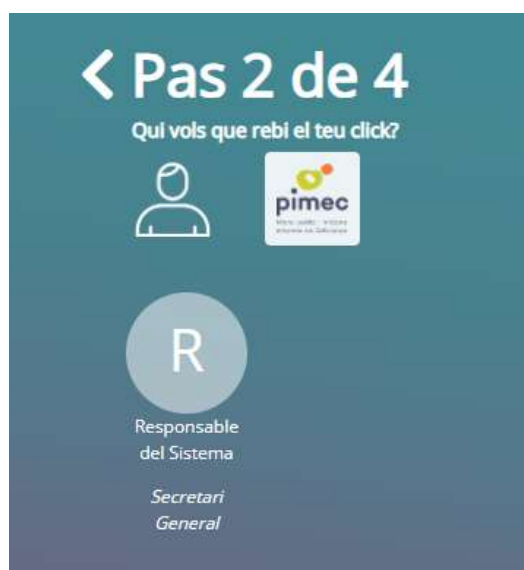 Pas 2 de 4
Qui vols que rebi el teu click?
pimec
R
Responsable
del Sistema
Secretari
General